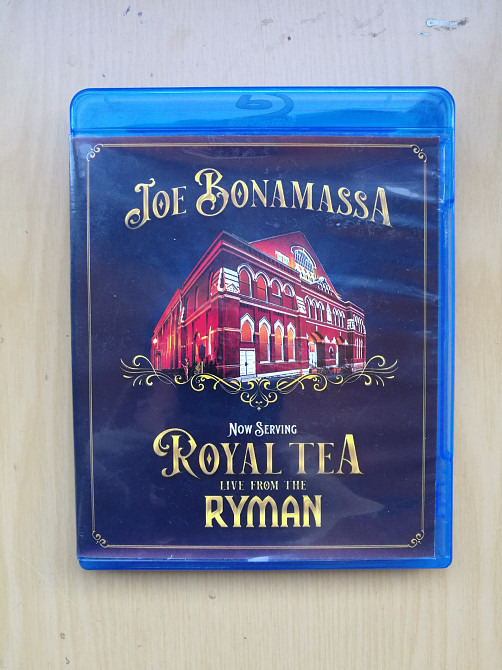 JOE BONAMASSA
NOW SERVING
ROYAL TEA
LIVE FROM THE
RYMAN